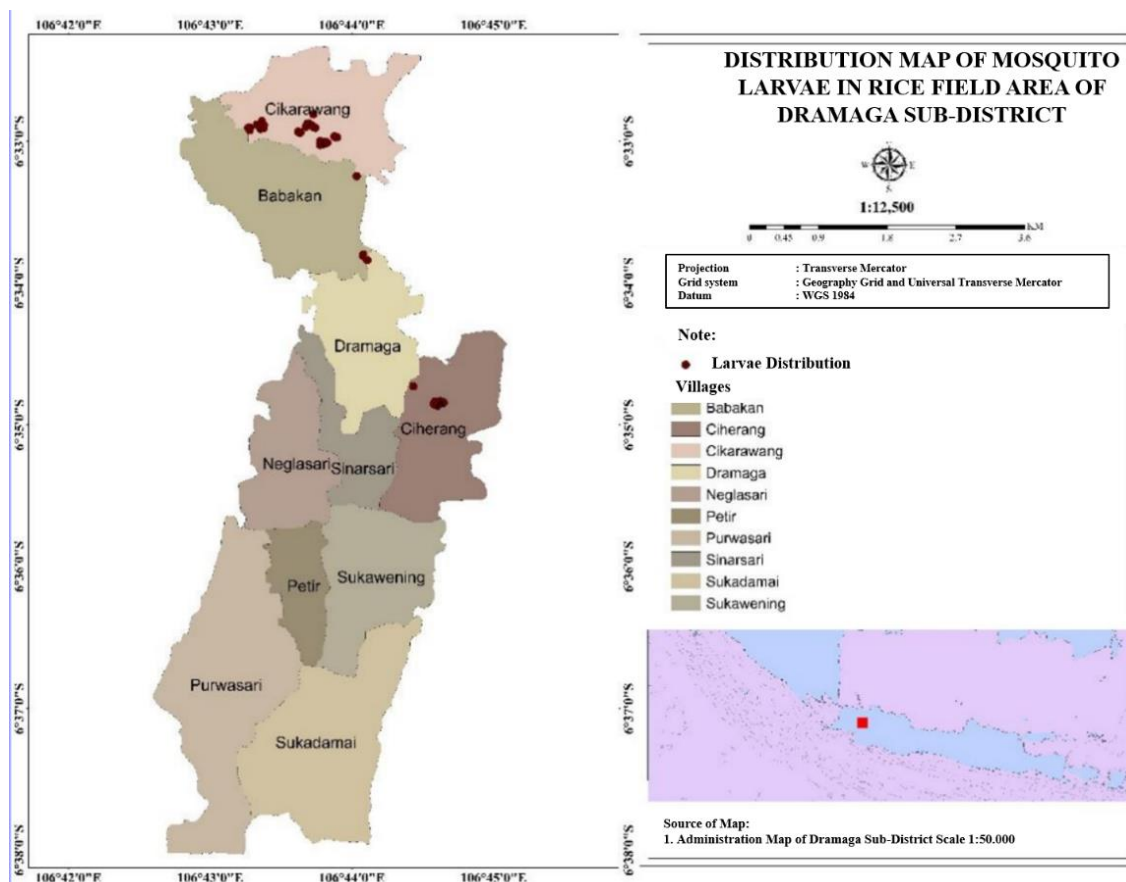 106°42'0"E 106°43'0"E 106°44'0"E 106°45'0"E
6°33'0"S
6°34'0"S
6°35'0"S
6°36'0"S
6°37'0"S
6°38'0"S
Cikarawang
Babakan
Dramaga
Ciherang
Neglasari
Sinarsari
Petir
Sukawening
Purwasari
Sukadamai
106°42'0"E 106°43'0"E 106°44'0"E 106°45'0"E
6°33'0"S
6°34'0"S
6°35'0"S
6°36'0"S
6°37'0"S
6°38'0"S
DISTRIBUTION MAP OF MOSQUITO
LARVAE IN RICE FIELD AREA OF
DRAMAGA SUB-DISTRICT
N
W E
S
1:12,500
KM
0 0.45 0.9 1.8 2.7 3.6
Projection : Transverse Mercator
Grid system : Geography Grid and Universal Transverse Mercator
Datum : WGS 1984
Note:
Larvae Distribution
Villages
Babakan
Ciherang
Cikarawang
Dramaga
Neglasari
Petir
Purwasari
Sinarsari
Sukadamai
Sukawening
Source of Map:
1. Administration Map of Dramaga Sub-District Scale 1:50.000